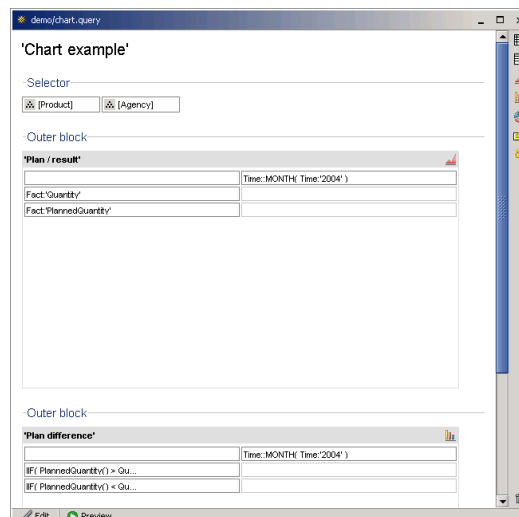 demo/chart.query
'Chart example'
Selector
[Product] [Agency]
Outer block
'Plan / result'
Time::MONTH( Time:'2004' )
Fact:'Quantity'
Fact:'PlannedQuantity'
Outer block
'Plan difference'
Time::MONTH( Time:'2004' )
IIF( PlannedQuantity() > Qu...
IIF( PlannedQuantity() < Qu...
Edit Preview